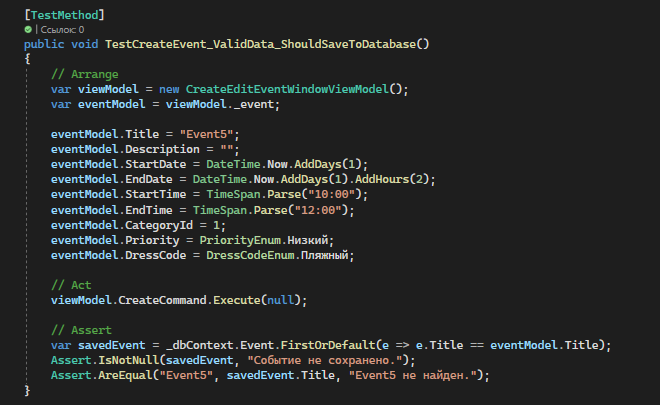 [TestMethod]
| Ссылок: 0
public void TestCreateEvent_ValidData_ShouldSaveToDatabase()
{
// Arrange
var viewModel = new CreateEditEventWindowViewModel();
var eventModel = viewModel._event;
eventModel.Title = "Event5";
eventModel.Description = "";
eventModel.StartDate = DateTime.Now.AddDays(1);
eventModel.EndDate = DateTime.Now.AddDays(1).AddHours(2);
eventModel.StartTime = TimeSpan.Parse("10:00");
eventModel.EndTime = TimeSpan.Parse("12:00");
eventModel.CategoryId = 1;
eventModel.Priority = PriorityEnum.Низкий;
eventModel.DressCode = DressCodeEnum.Пляжный;
// Act
viewModel.CreateCommand.Execute(null);
// Assert
var savedEvent = _dbContext.Event.FirstOrDefault(e => e.Title == eventModel.Title);
Assert.IsNotNull(savedEvent, "Событие не сохранено.");
Assert.AreEqual("Event5", savedEvent.Title, "Event5 не найден.");
}